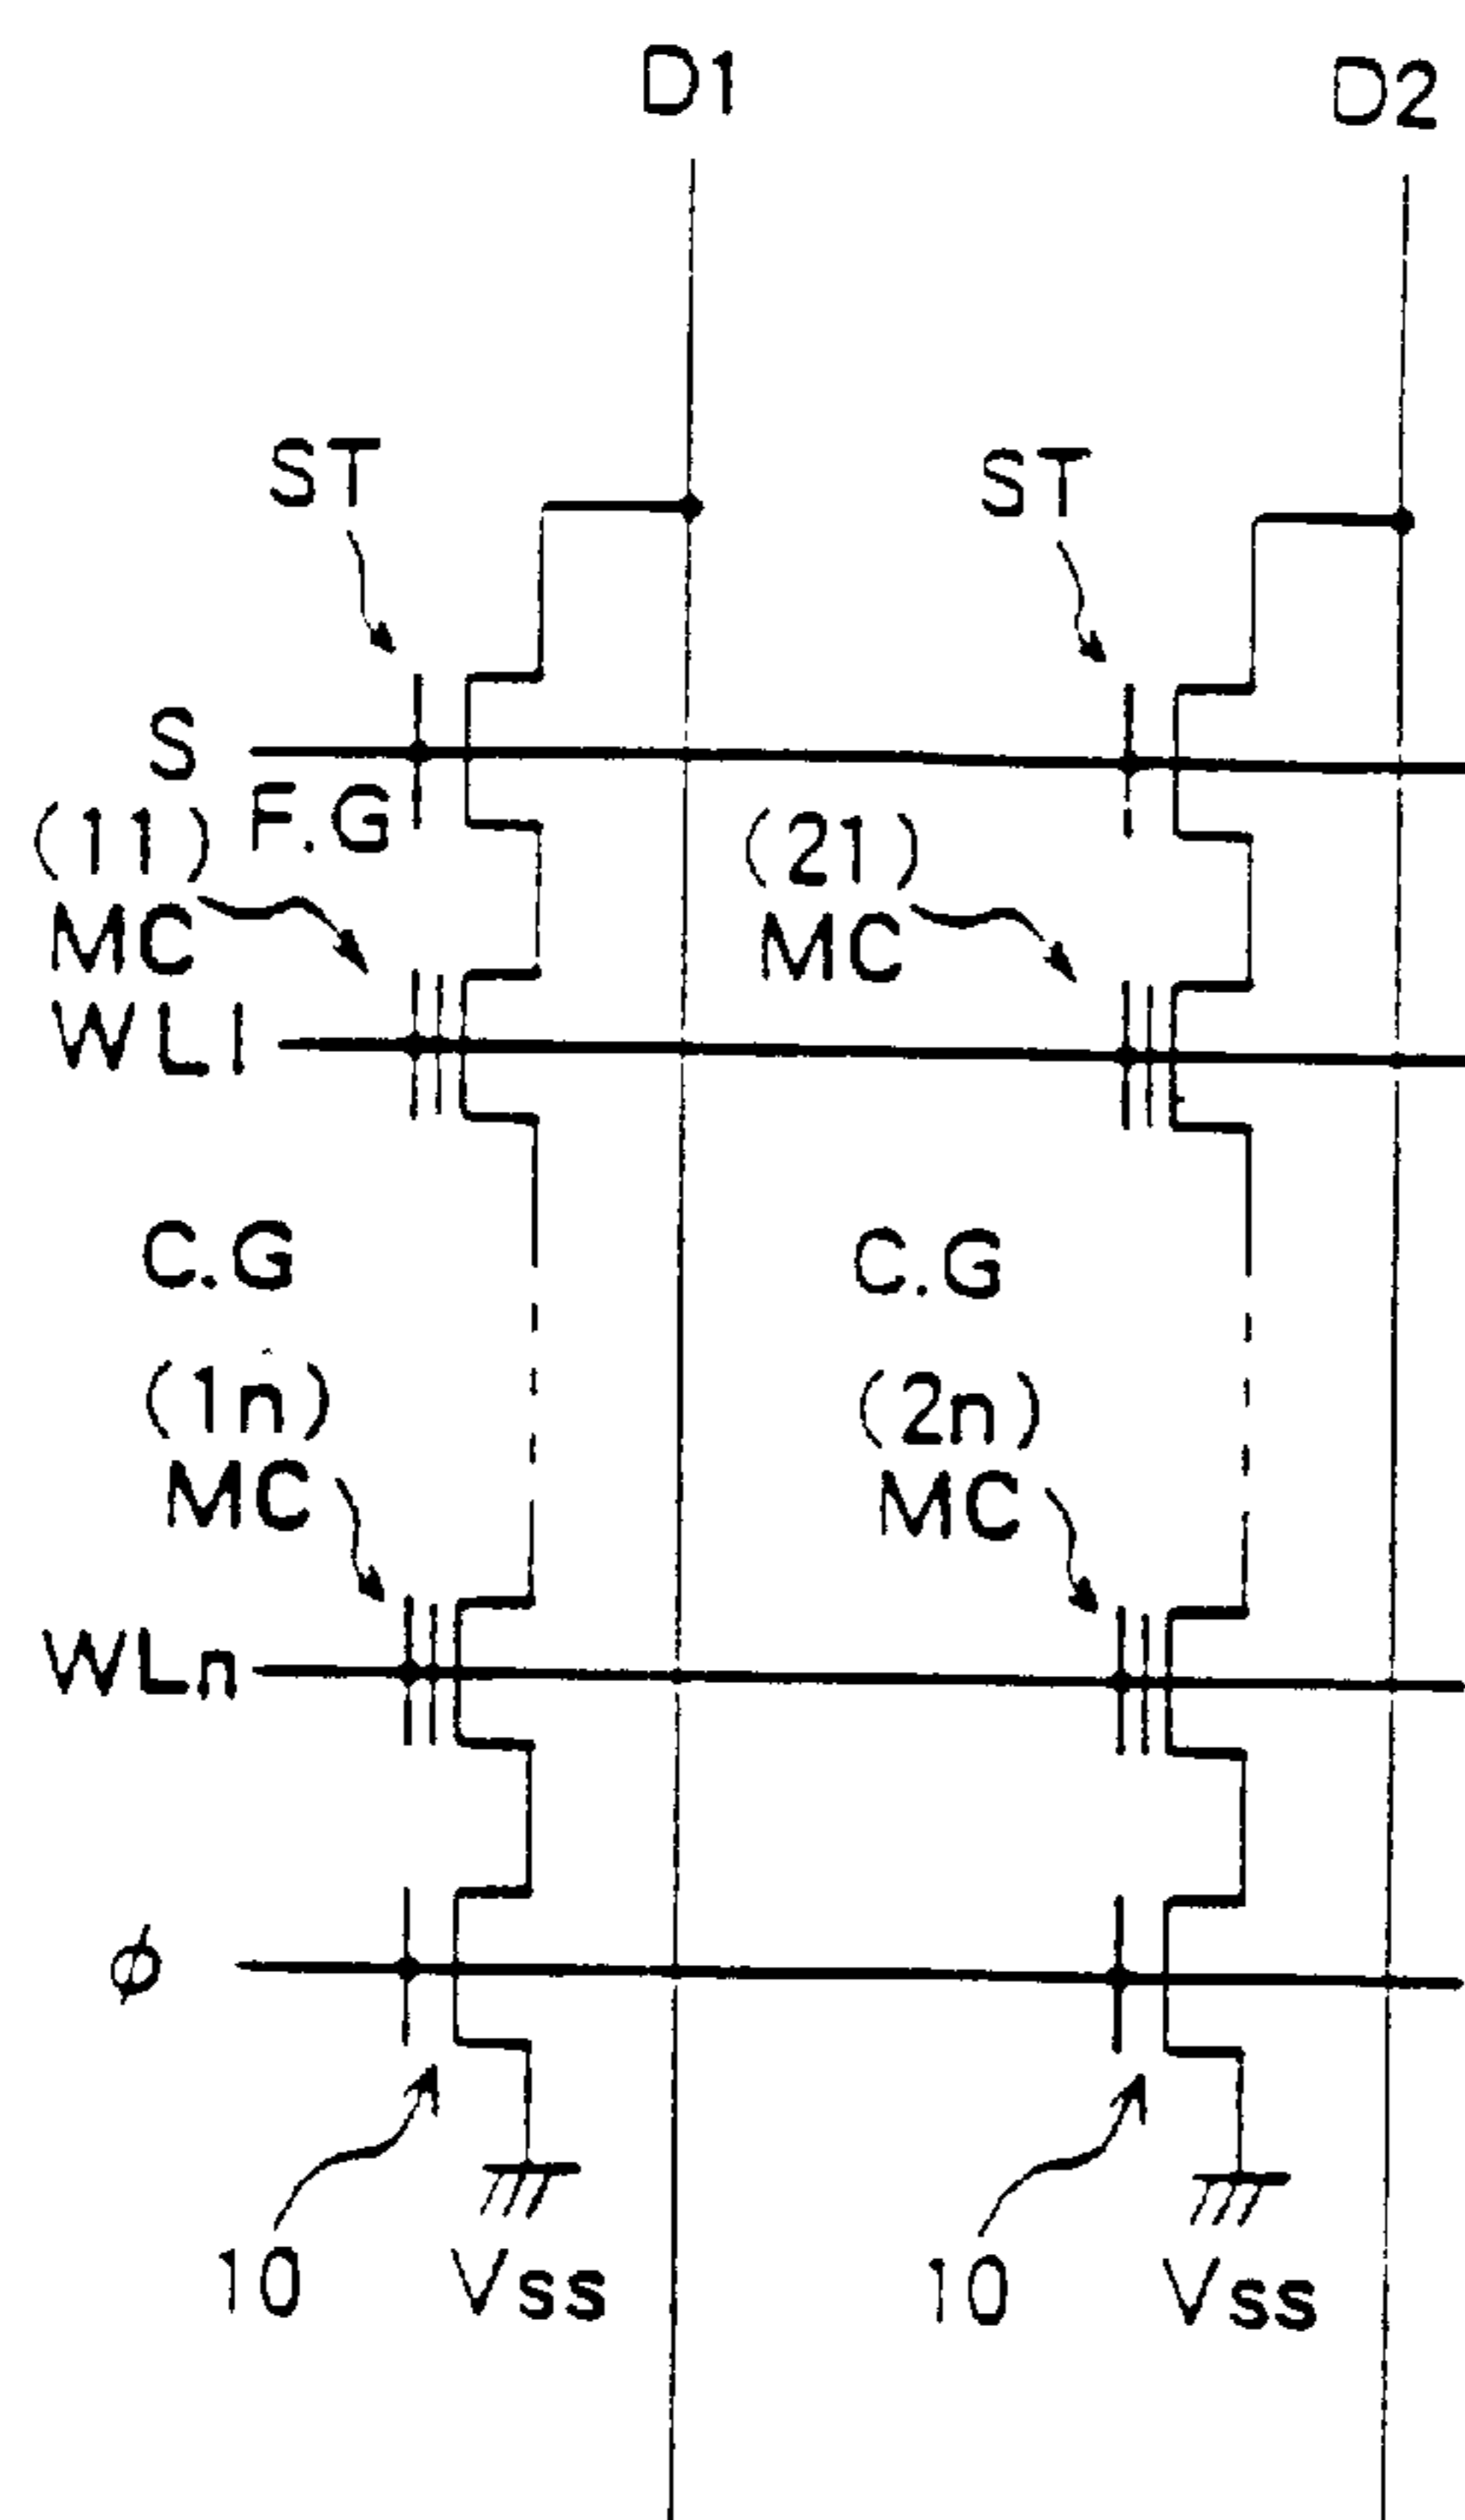 D1 D2
ST ST
S
(11) F.G (21)
MC MC
WL1
C.G C.G
(1n) (2n)
MC MC
WLn
ϕ
10 Vss 10 Vss